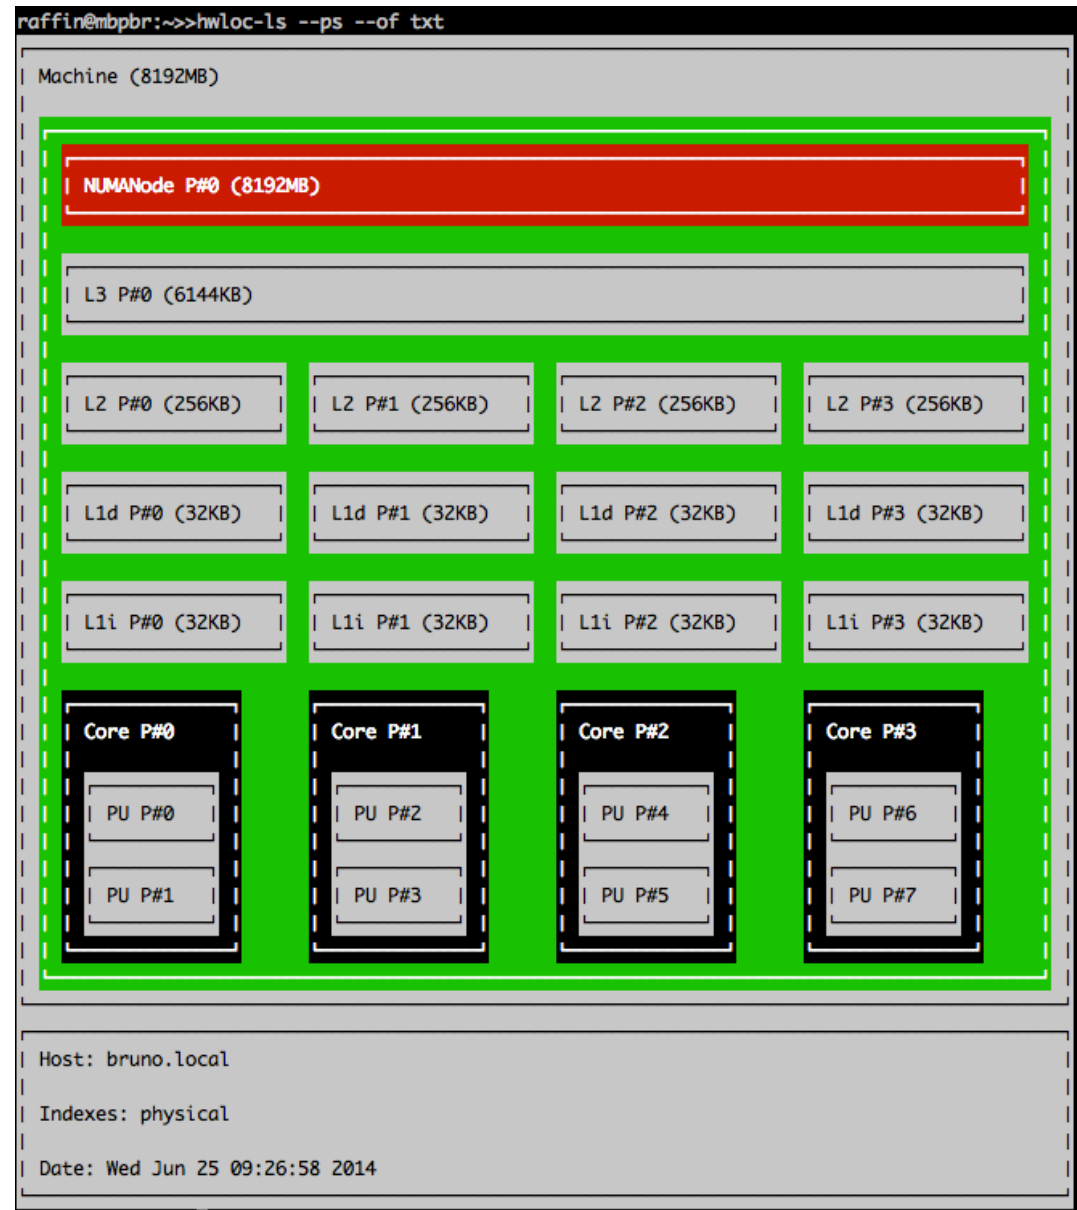 raffin@mbpbr:~>>hwloc-ls --ps --of txt
Machine (8192MB)
NUMANode P#0 (8192MB)
L3 P#0 (6144KB)
L2 P#0 (256KB) L2 P#1 (256KB) L2 P#2 (256KB) L2 P#3 (256KB)
L1d P#0 (32KB) L1d P#1 (32KB) L1d P#2 (32KB) L1d P#3 (32KB)
L1i P#0 (32KB) L1i P#1 (32KB) L1i P#2 (32KB) L1i P#3 (32KB)
Core P#0 Core P#1 Core P#2 Core P#3
PU P#0 PU P#2 PU P#4 PU P#6
PU P#1 PU P#3 PU P#5 PU P#7
Host: bruno.local
Indexes: physical
Date: Wed Jun 25 09:26:58 2014